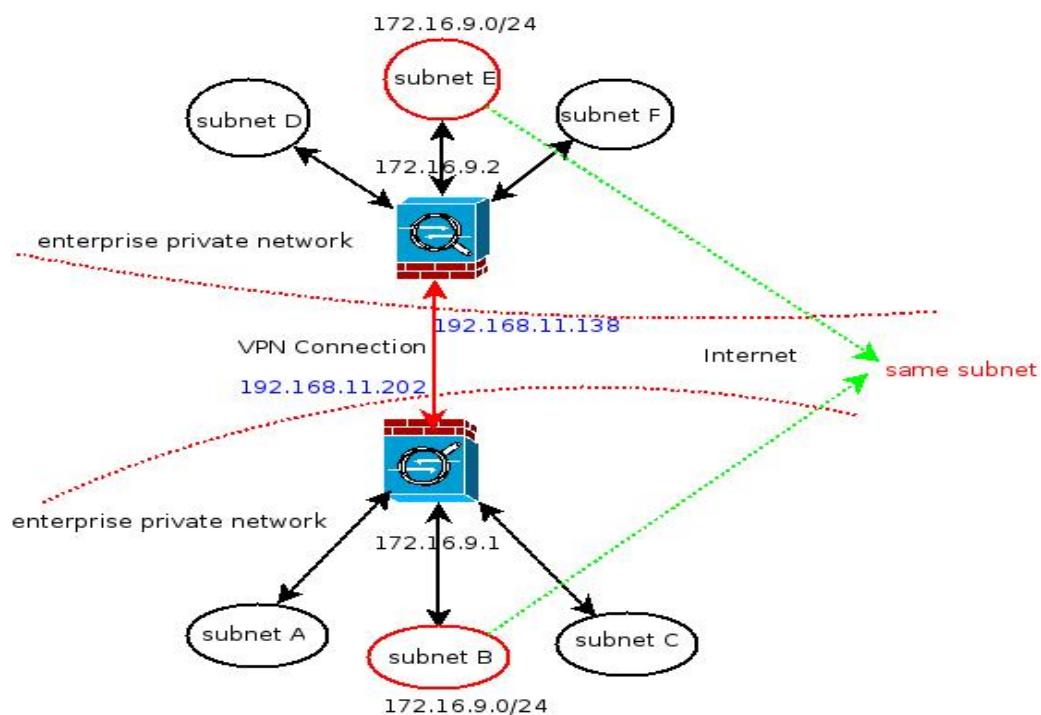 172.16.9.0/24
subnet E
subnet D
subnet F
172.16.9.2
enterprise private network
192.168.11.138
VPN Connection
Internet
same subnet
192.168.11.202
enterprise private network
172.16.9.1
subnet A
subnet B
subnet C
172.16.9.0/24